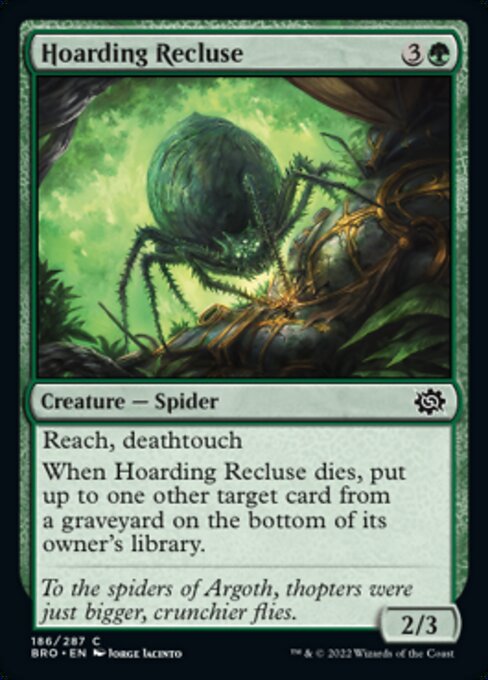 Hoarding Recluse 3
Creature — Spider
Reach, deathtouch
When Hoarding Recluse dies, put
up to one other target card from
a graveyard on the bottom of its
owner's library.
To the spiders of Argoth, thopters were
just bigger, crunchier flies.
2/3
186/287 C
BRO • EN Jorge Jacinto
™ & © 2022 Wizards of the Coast